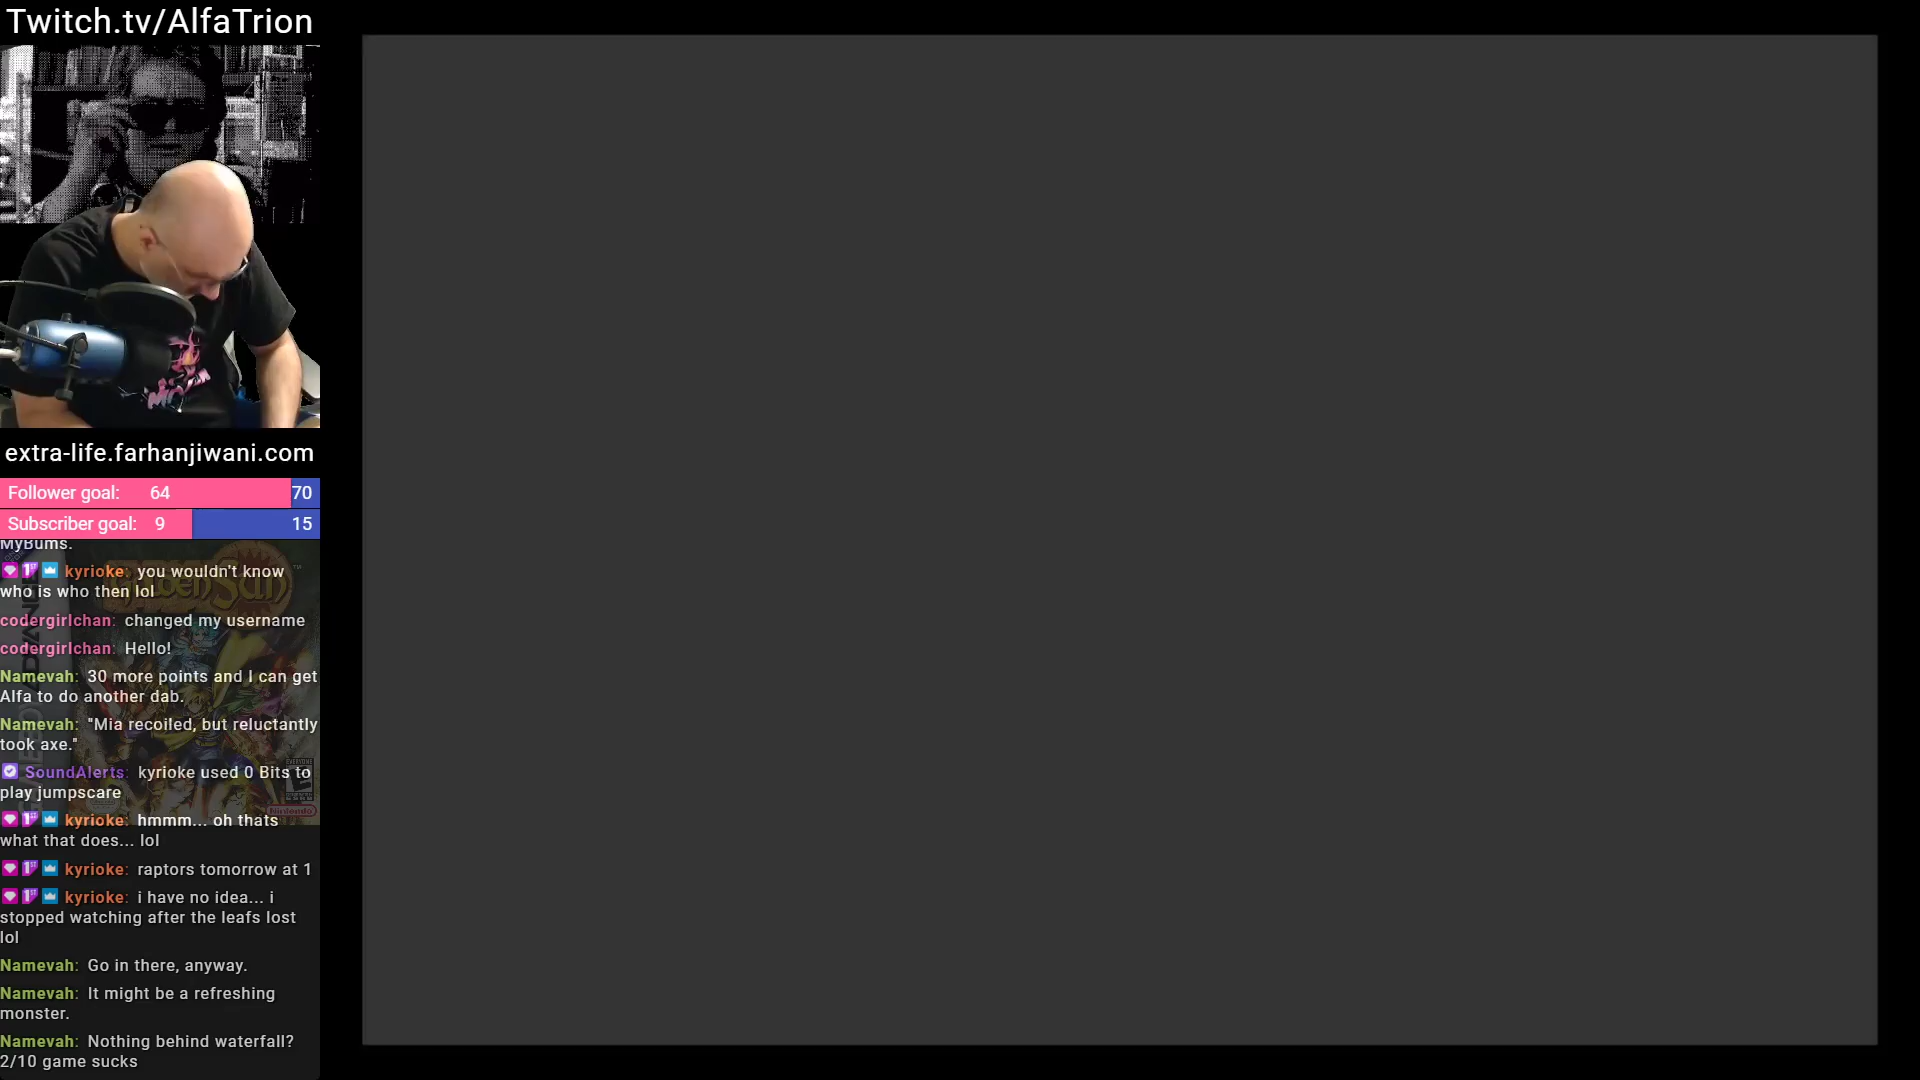 Twitch.tv/AlfaTrion
extra-life.farhanjiwani.com
Follower goal: 64 70
Subscriber goal: 9 15
MyBums.
kyrioke: you wouldn't know
who is who then lol
codergirlchan: changed my username
codergirlchan: Hello!
Namevah: 30 more points and I can get
Alfa to do another dab.
Namevah: "Mia recoiled, but reluctantly
took axe."
SoundAlerts: kyrioke used 0 Bits to
play jumpscare
kyrioke: hmmm... oh thats
what that does... lol
kyrioke: raptors tomorrow at 1
kyrioke: i have no idea... i
stopped watching after the leafs lost
lol
Namevah: Go in there, anyway.
Namevah: It might be a refreshing
monster.
Namevah: Nothing behind waterfall?
2/10 game sucks